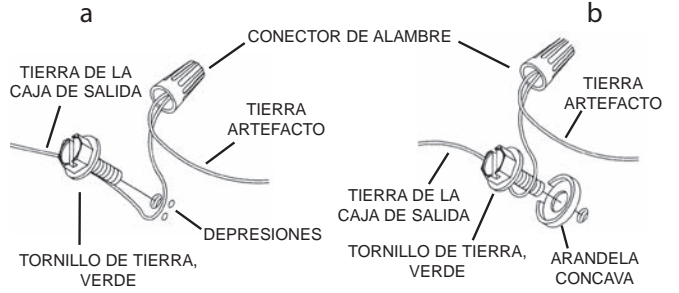 a
b
CONECTOR DE ALAMBRE
TIERRA DE LA
CAJA DE SALIDA
TIERRA
ARTEFACTO
DEPRESIONES
TORNILLO DE TIERRA,
VERDE
TIERRA
ARTEFACTO
TIERRA DE LA
CAJA DE SALIDA
TORNILLO DE TIERRA,
VERDE
ARANDELA
CONCAVA